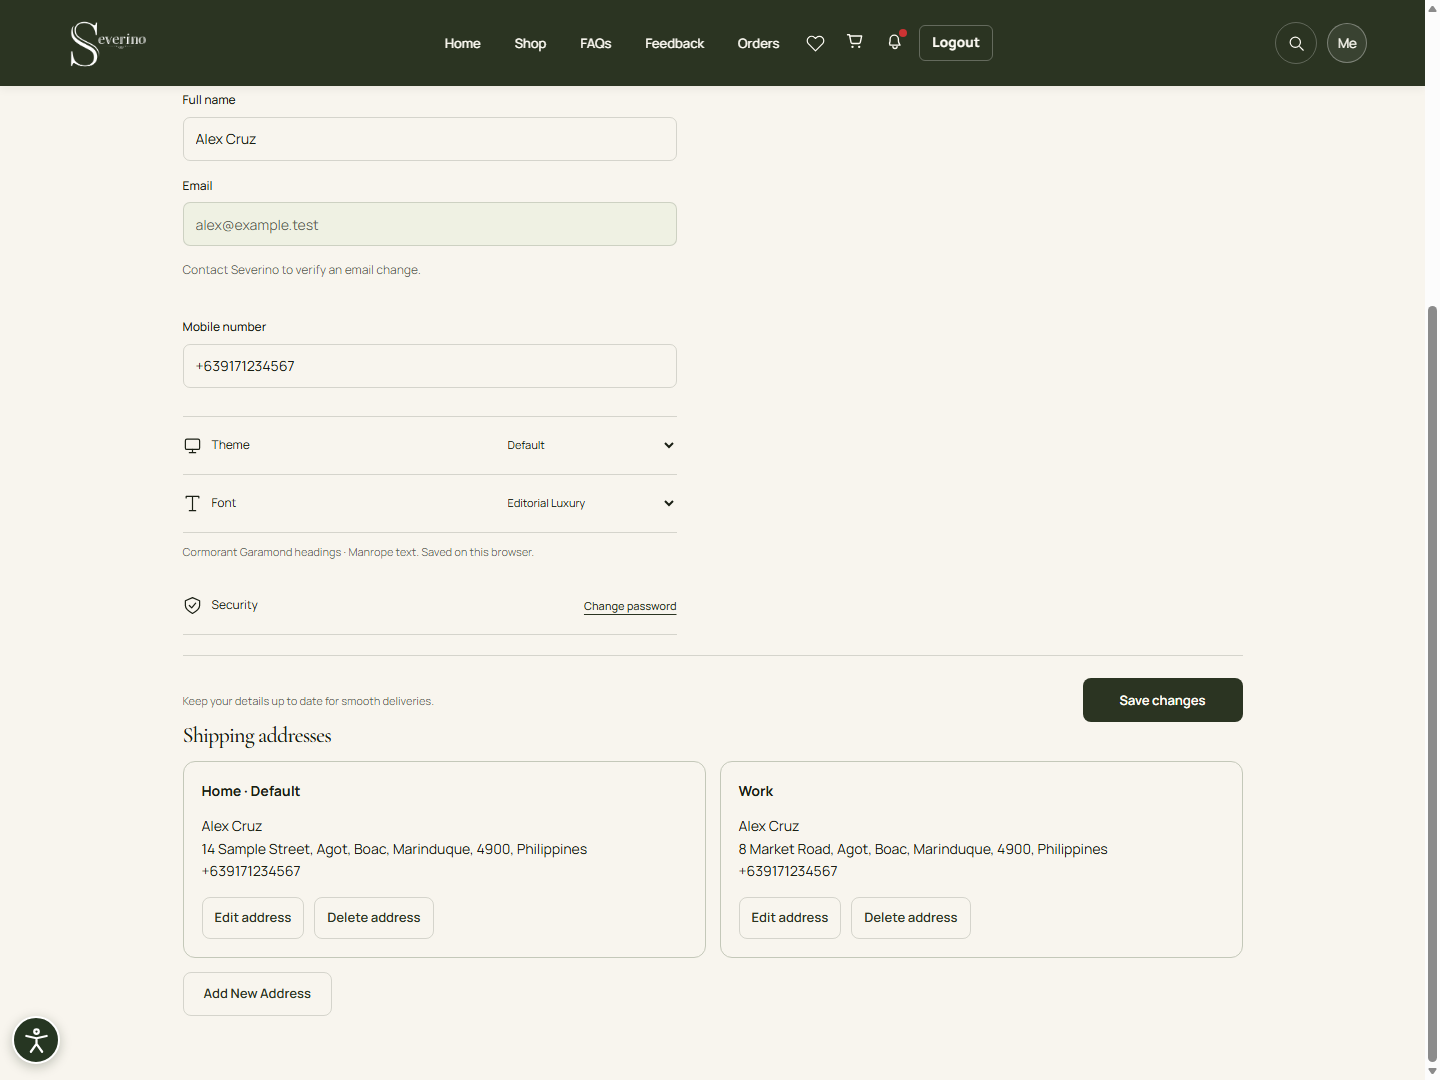 Severino
Home Shop FAQs Feedback Orders Logout Me
Full name
Alex Cruz
Email
alex@example.test
Contact Severino to verify an email change.
Mobile number
+639171234567
Theme Default
Font Editorial Luxury
Cormorant Garamond headings · Manrope text. Saved on this browser.
Security Change password
Keep your details up to date for smooth deliveries.
Save changes
Shipping addresses
Home · Default
Alex Cruz
14 Sample Street, Agot, Boac, Marinduque, 4900, Philippines
+639171234567
Edit address Delete address
Work
Alex Cruz
8 Market Road, Agot, Boac, Marinduque, 4900, Philippines
+639171234567
Edit address Delete address
Add New Address